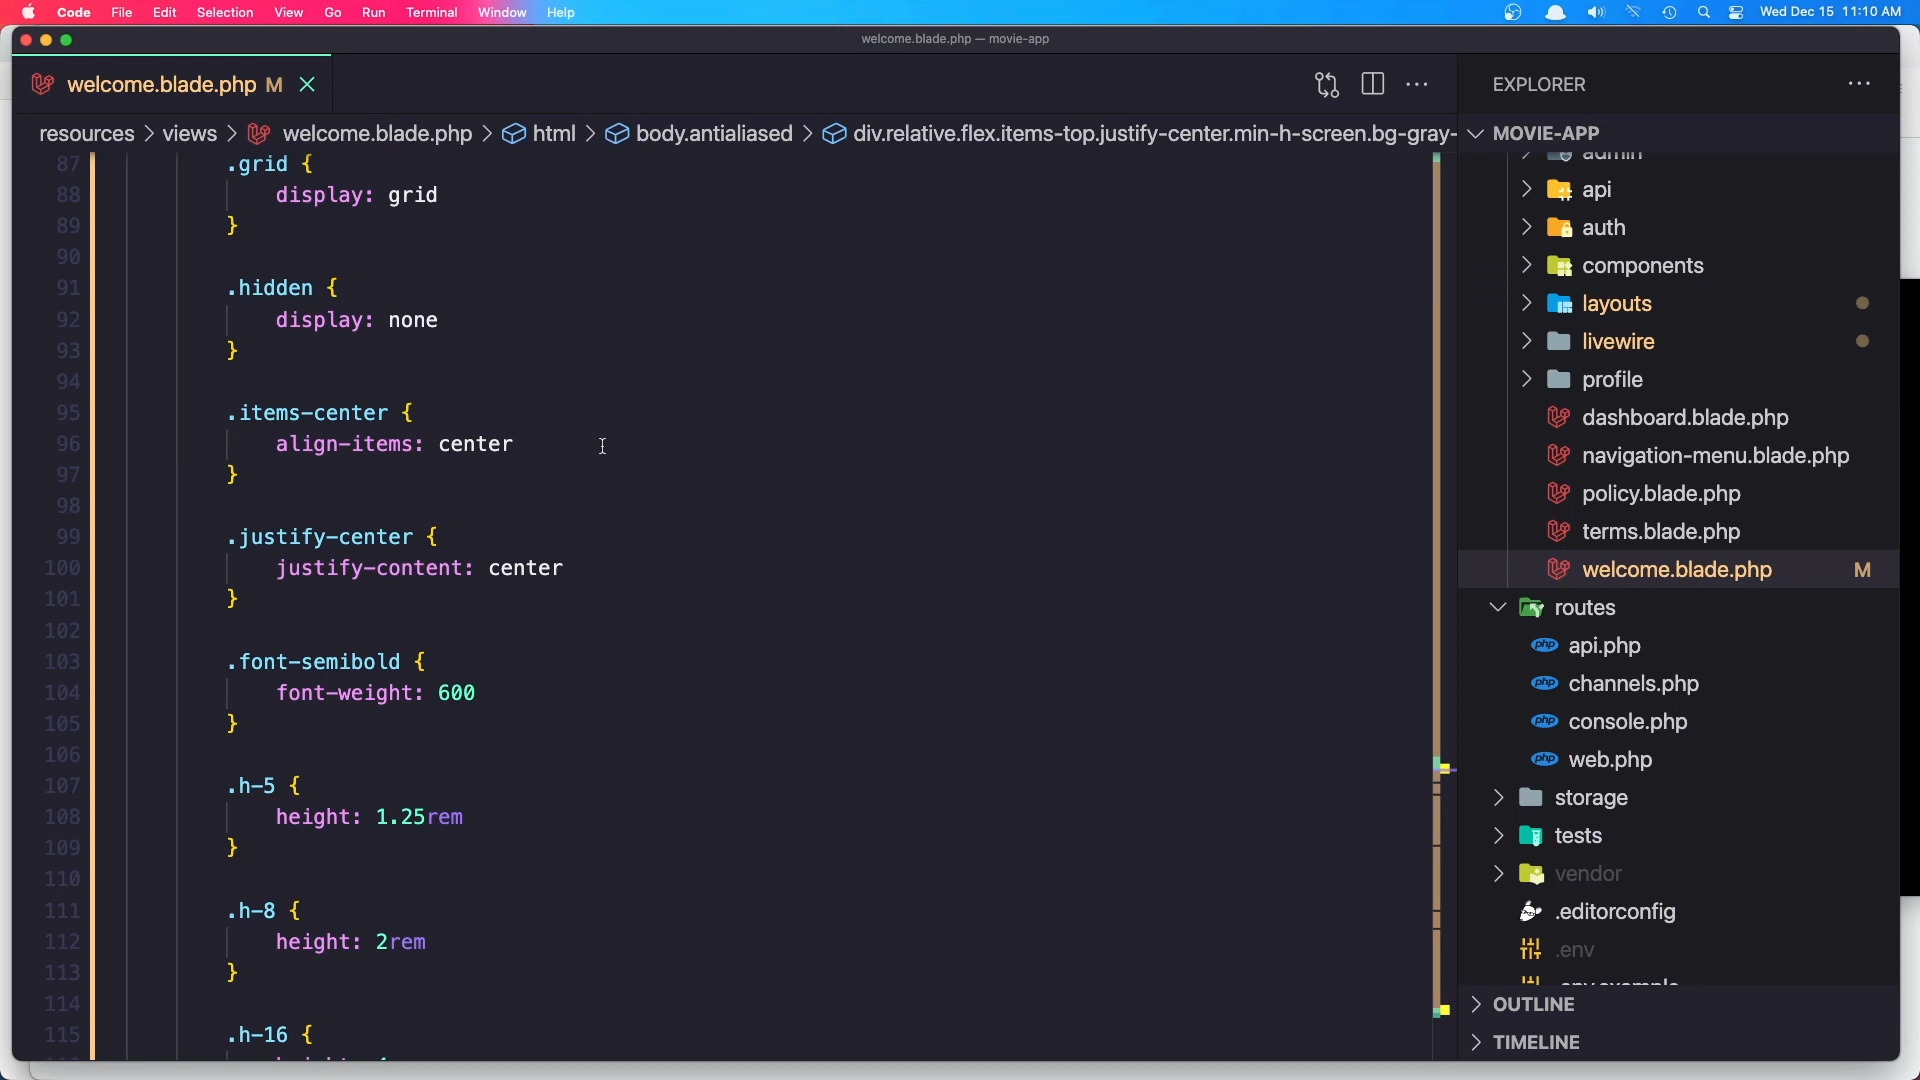 Code File Edit Selection View Go Run Terminal Window Help Wed Dec 15 11:10 AM
welcome.blade.php — movie-app
welcome.blade.php M
resources > views > welcome.blade.php > html > body.antialiased > div.relative.flex.items-top.justify-center.min-h-screen.bg-gray-
87 .grid {
88 display: grid
89 }
90
91 .hidden {
92 display: none
93 }
94
95 .items-center {
96 align-items: center
97 }
98
99 .justify-center {
100 justify-content: center
101 }
102
103 .font-semibold {
104 font-weight: 600
105 }
106
107 .h-5 {
108 height: 1.25rem
109 }
110
111 .h-8 {
112 height: 2rem
113 }
114
115 .h-16 {
EXPLORER
MOVIE-APP
admin
api
auth
components
layouts
livewire
profile
dashboard.blade.php
navigation-menu.blade.php
policy.blade.php
terms.blade.php
welcome.blade.php M
routes
php api.php
php channels.php
php console.php
php web.php
storage
tests
vendor
.editorconfig
.env
.env.example
OUTLINE
TIMELINE